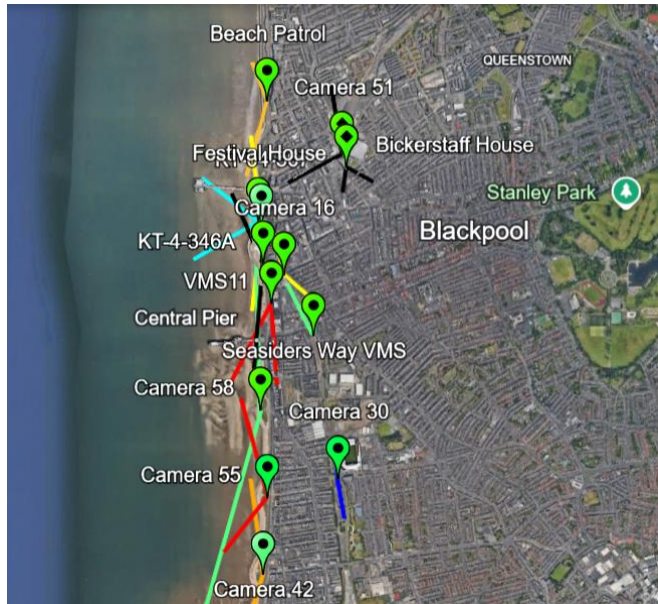 Beach Patrol
QUEENSTOWN
Camera 51
Bickerstaff House
Festival House
Stanley Park
Camera 16
Blackpool
KT-4-346A
VMS11
Central Pier
Seasiders Way VMS
Camera 58
Camera 30
Camera 55
Camera 42